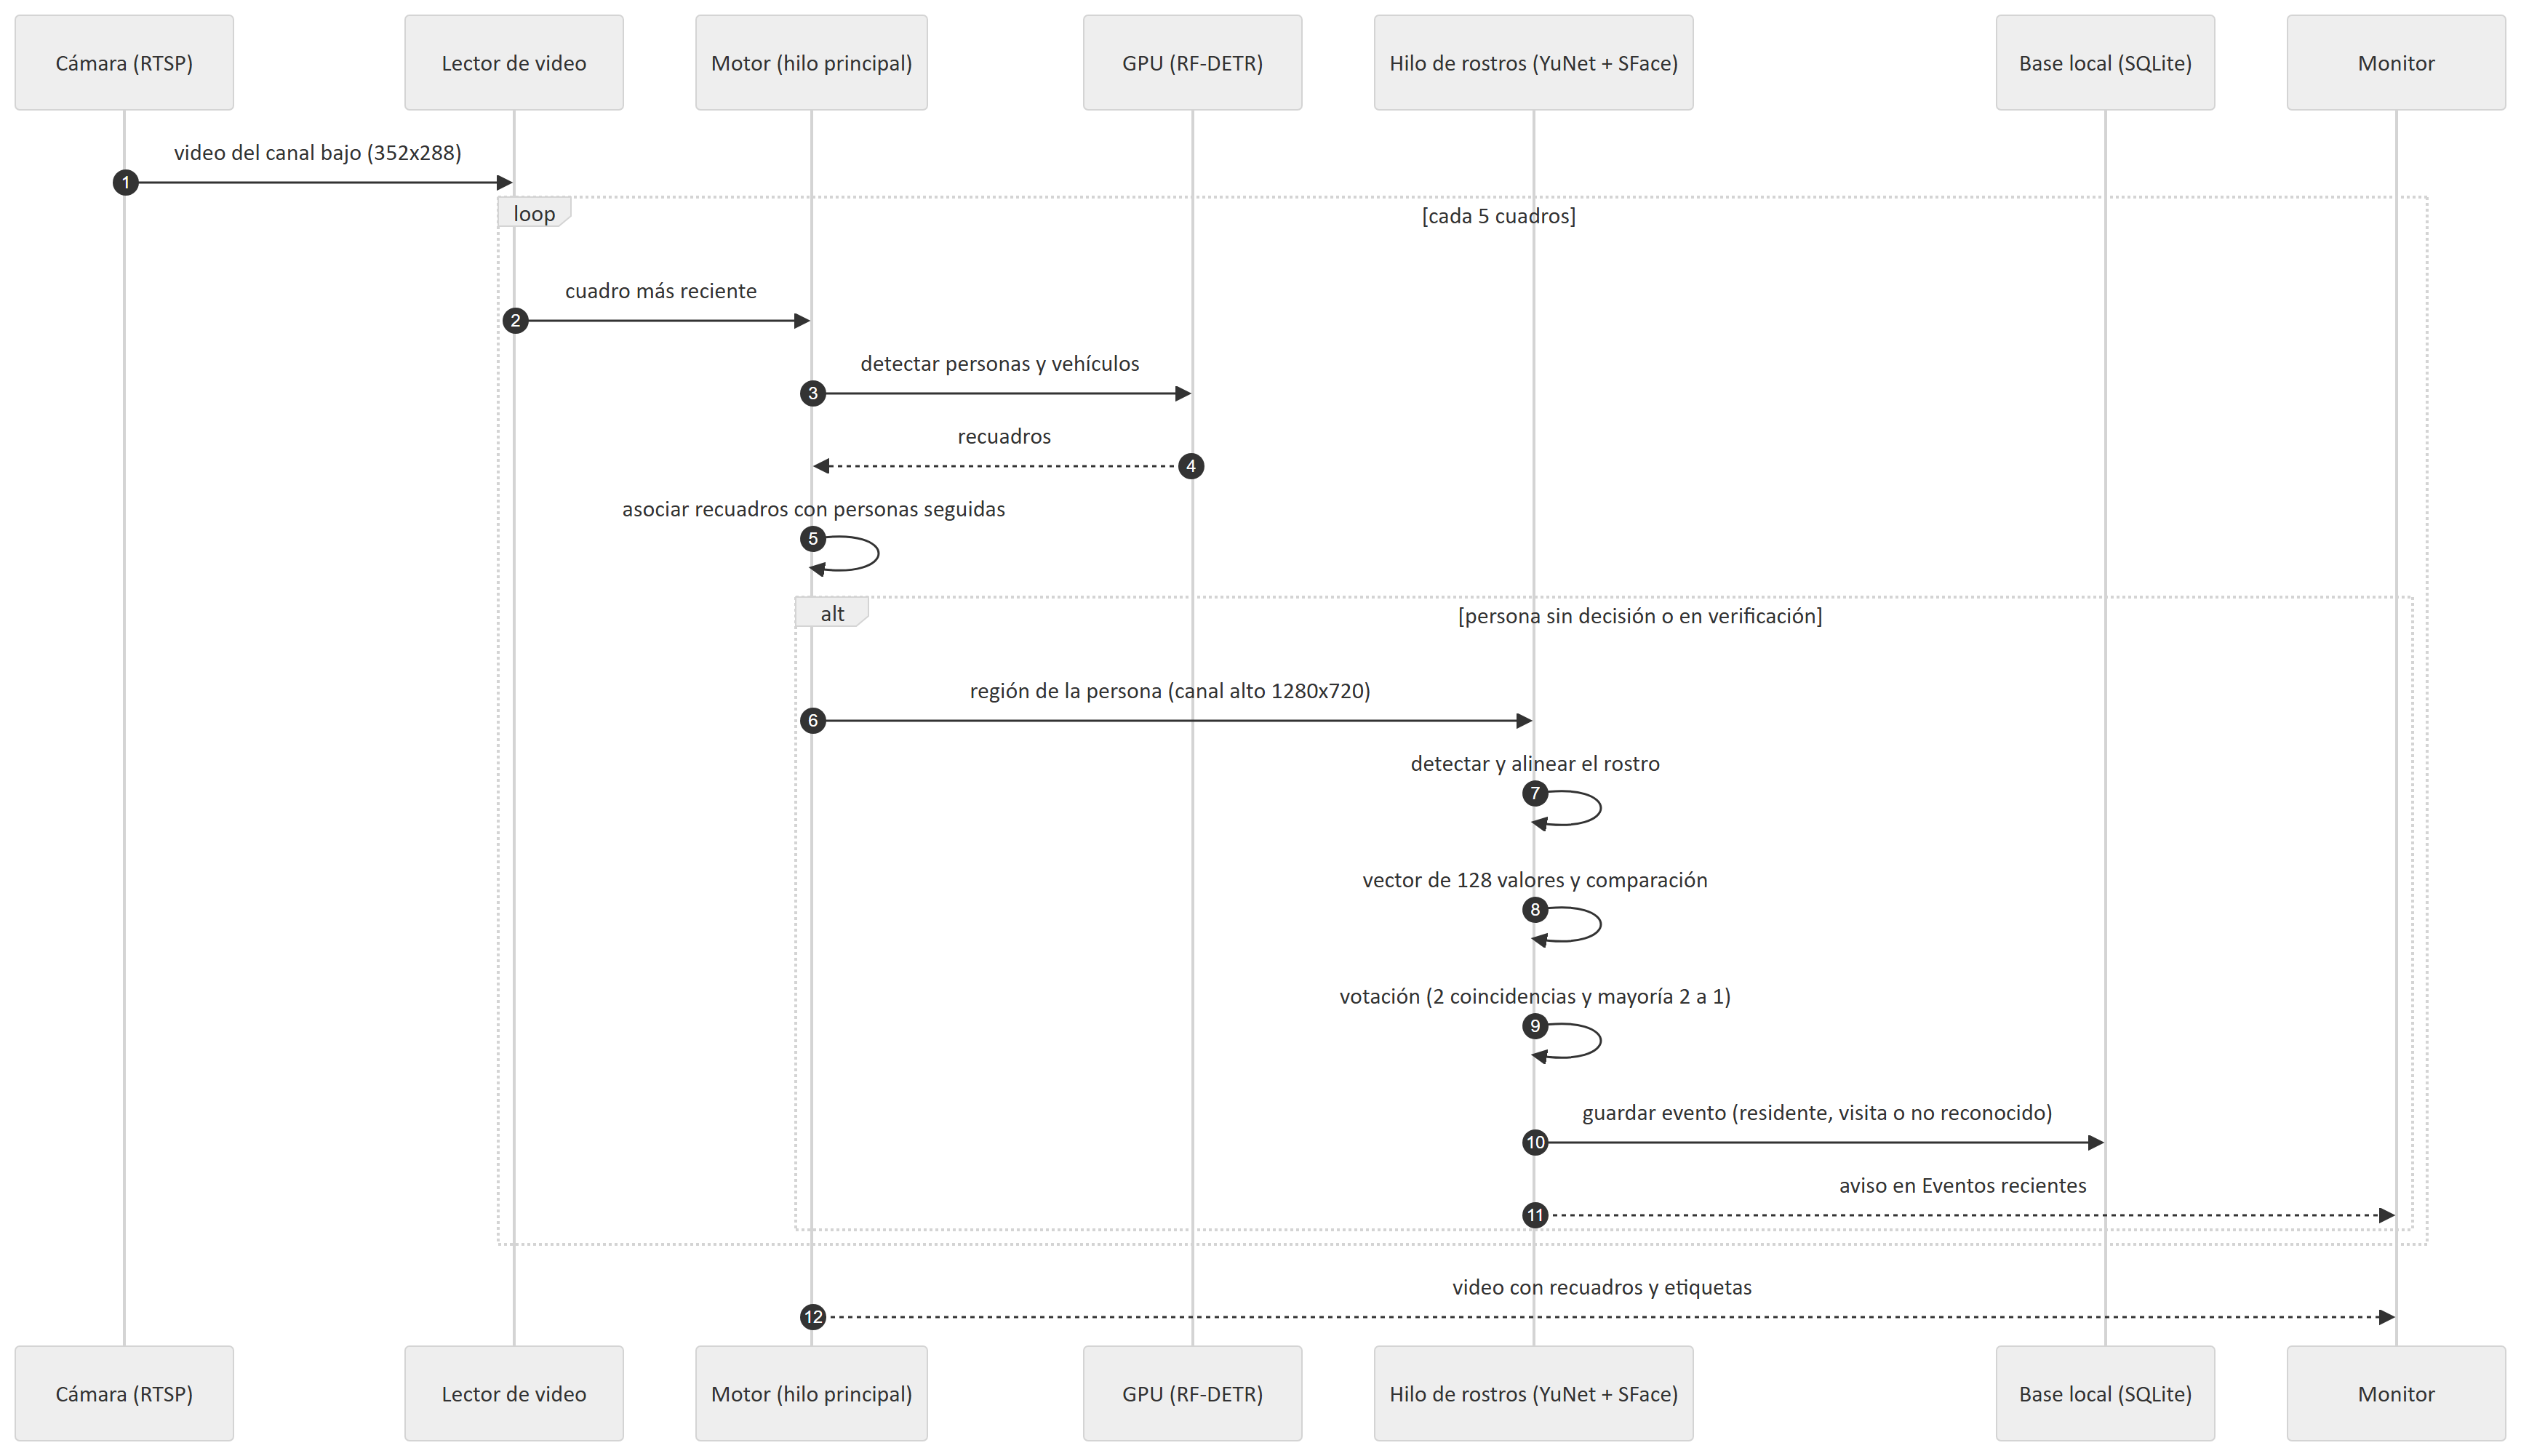 Cámara (RTSP)
Lector de video
Motor (hilo principal)
GPU (RF-DETR)
Hilo de rostros (YuNet + SFace)
Base local (SQLite)
Monitor
video del canal bajo (352x288)
1
loop
[cada 5 cuadros]
cuadro más reciente
2
detectar personas y vehículos
3
recuadros
4
asociar recuadros con personas seguidas
5
alt
[persona sin decisión o en verificación]
región de la persona (canal alto 1280x720)
6
detectar y alinear el rostro
7
vector de 128 valores y comparación
8
votación (2 coincidencias y mayoría 2 a 1)
9
guardar evento (residente, visita o no reconocido)
10
aviso en Eventos recientes
11
video con recuadros y etiquetas
12
Cámara (RTSP)
Lector de video
Motor (hilo principal)
GPU (RF-DETR)
Hilo de rostros (YuNet + SFace)
Base local (SQLite)
Monitor